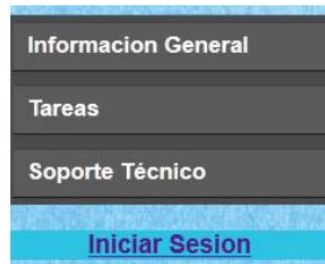 Informacion General
Tareas
Soporte Técnico
Iniciar Sesion